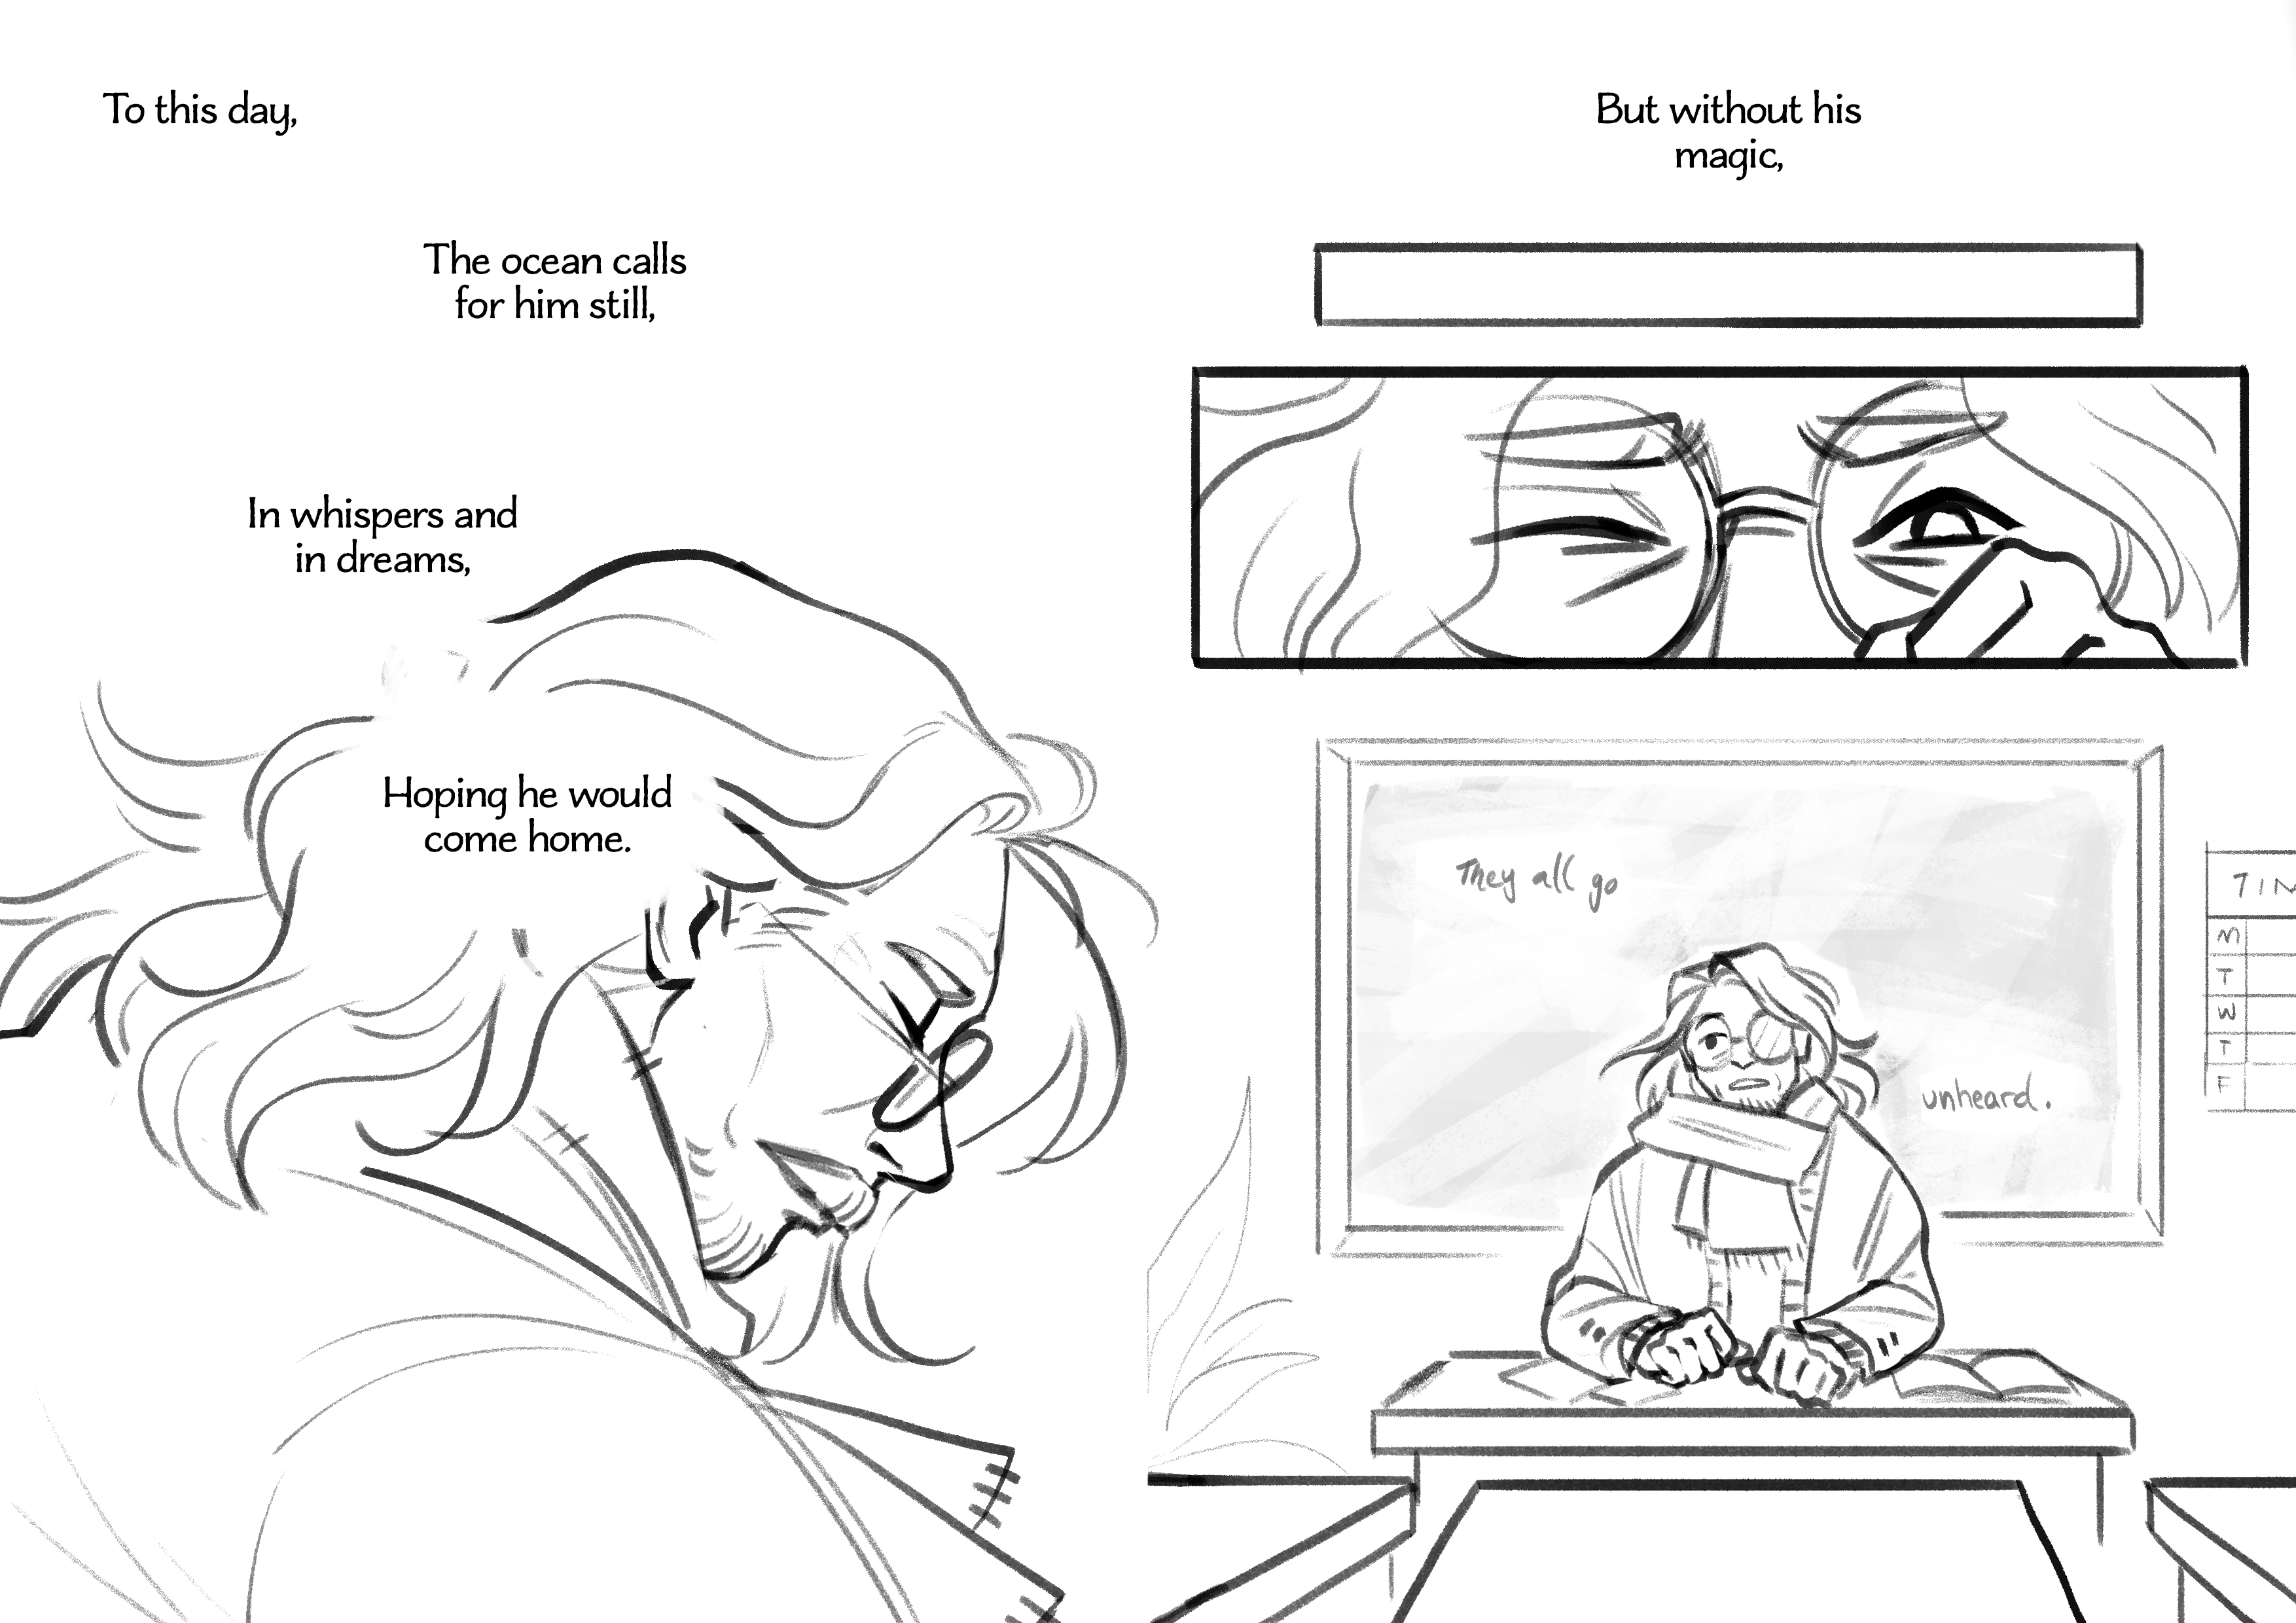 To this day,
The ocean calls
for him still,
In whispers and
in dreams,
Hoping he would
come home.
But without his
magic,
They all go
unheard.
TIM
M
T
W
T
F